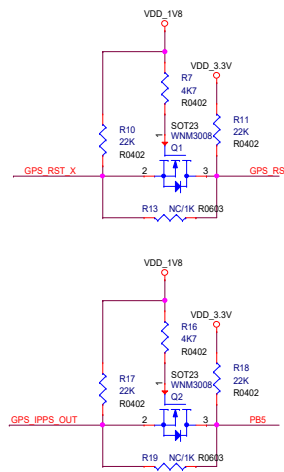 VDD_1V8
VDD_3.3V
R7
4K7
R0402
R10
22K
R0402
SOT23
WNM3008
Q1
R11
22K
R0402
1
GPS_RST_X
2
3
GPS_RS
R13
NC/1K
R0603
VDD_1V8
VDD_3.3V
R16
4K7
R0402
R17
22K
R0402
SOT23
WNM3008
Q2
R18
22K
R0402
1
GPS_IPPS_OUT
2
3
PB5
R19
NC/1K
R0603